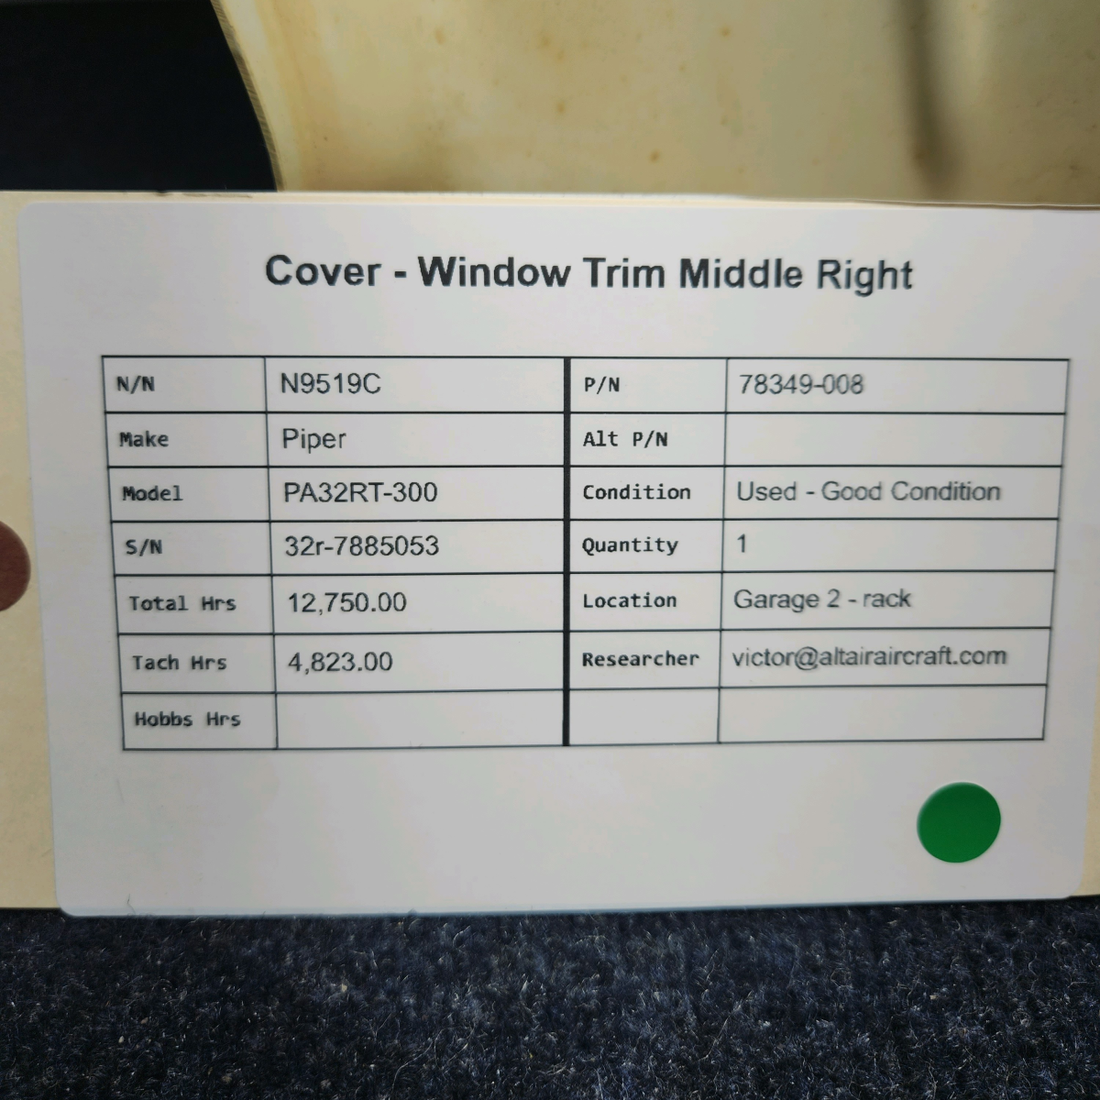 Cover - Window Trim Middle Right
N/N N9519C P/N 78349-008
Make Piper Alt P/N
Model PA32RT-300 Condition Used - Good Condition
S/N 32r-7885053 Quantity 1
Total Hrs 12,750.00 Location Garage 2 - rack
Tach Hrs 4,823.00 Researcher victor@altairaircraft.com
Hobbs Hrs